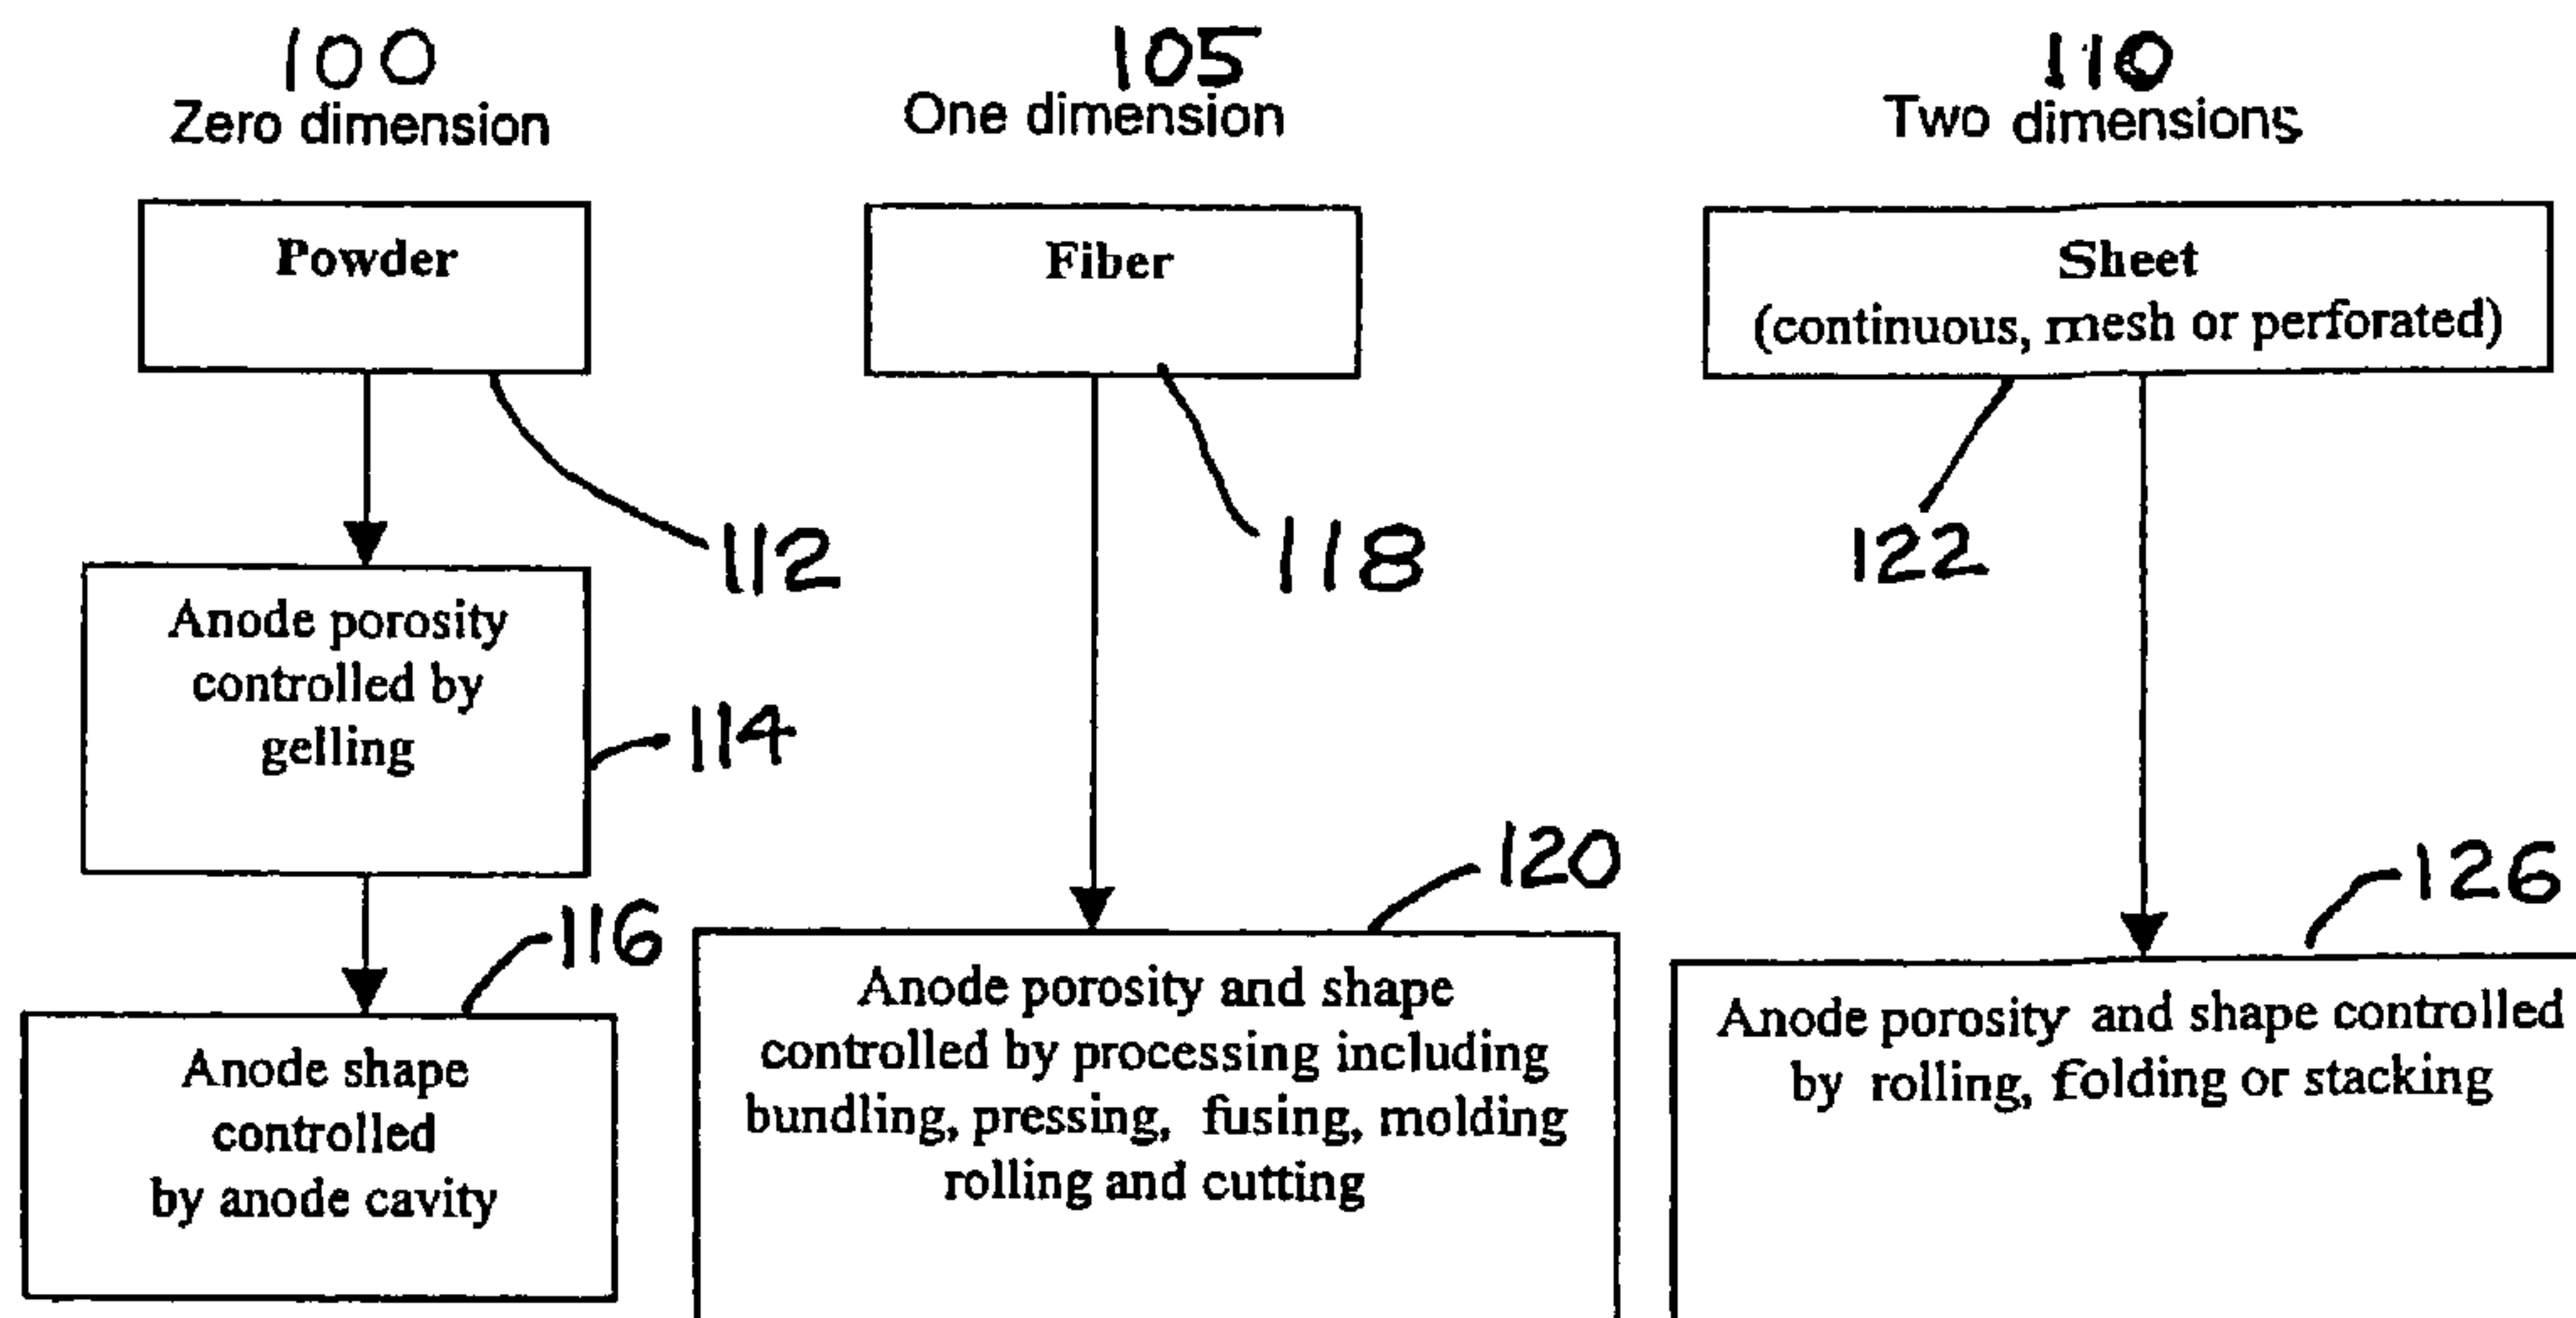 100
Zero dimension
Powder
112
Anode porosity
controlled by
gelling
114
116
Anode shape
controlled
by anode cavity
105
One dimension
Fiber
118
120
Anode porosity and shape
controlled by processing including
bundling, pressing, fusing, molding
rolling and cutting
110
Two dimensions
Sheet
(continuous, mesh or perforated)
122
126
Anode porosity and shape controlled
by rolling, folding or stacking